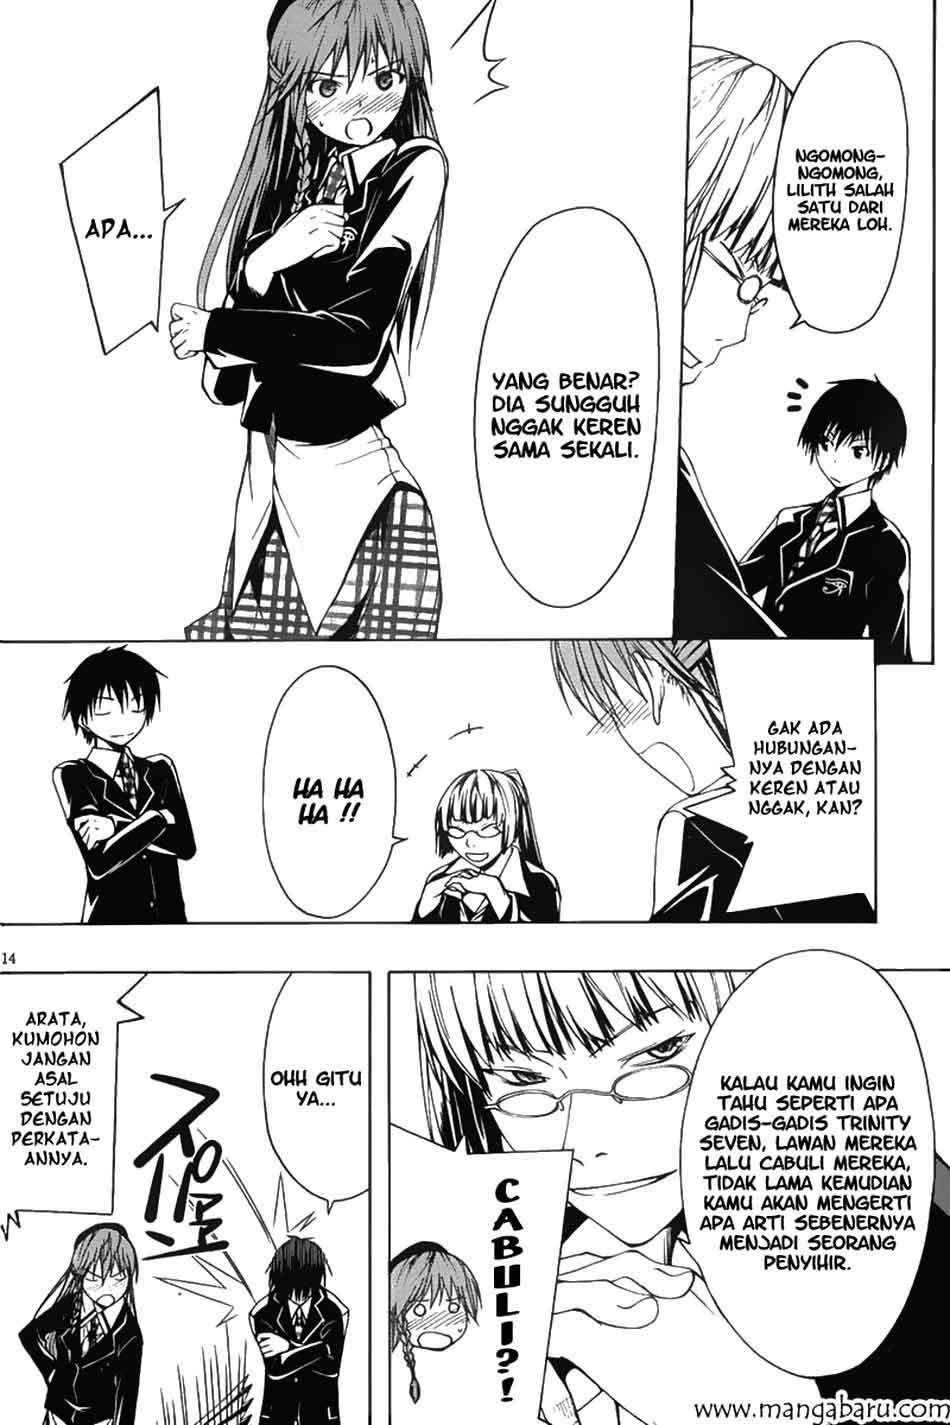 NGOMONG-
NGOMONG,
LILITH SALAH
SATU DARI
MEREKA LOH.
YANG BENAR?
DIA SUNGGUH
NGGAK KEREN
SAMA SEKALI.
ADA...
GAK ADA
HUBUNGAN-
NYA DENGAN
KEREN ATAU
NGGAK, KAN?
HA HA
HA !!
14
KALAU KAMU INGIN
TAHU SEPERTI APA
GADIS-GADIS TRINITY
SEVEN, LAWAN MEREKA
LALU CABULI MEREKA,
TIDAK LAMA KEMUDIAN
KAMU AKAN MENGERTI
APA ARTI SEBENERNYA
MENJADI SEORANG
PENYIHIR.
CABULI?!
OHH GITU
YA...
ARATA,
KUMOHON
JANGAN
ASAL
SETUJU
DENGAN
PERKATA-
ANNYA.
www.mangabaru.com